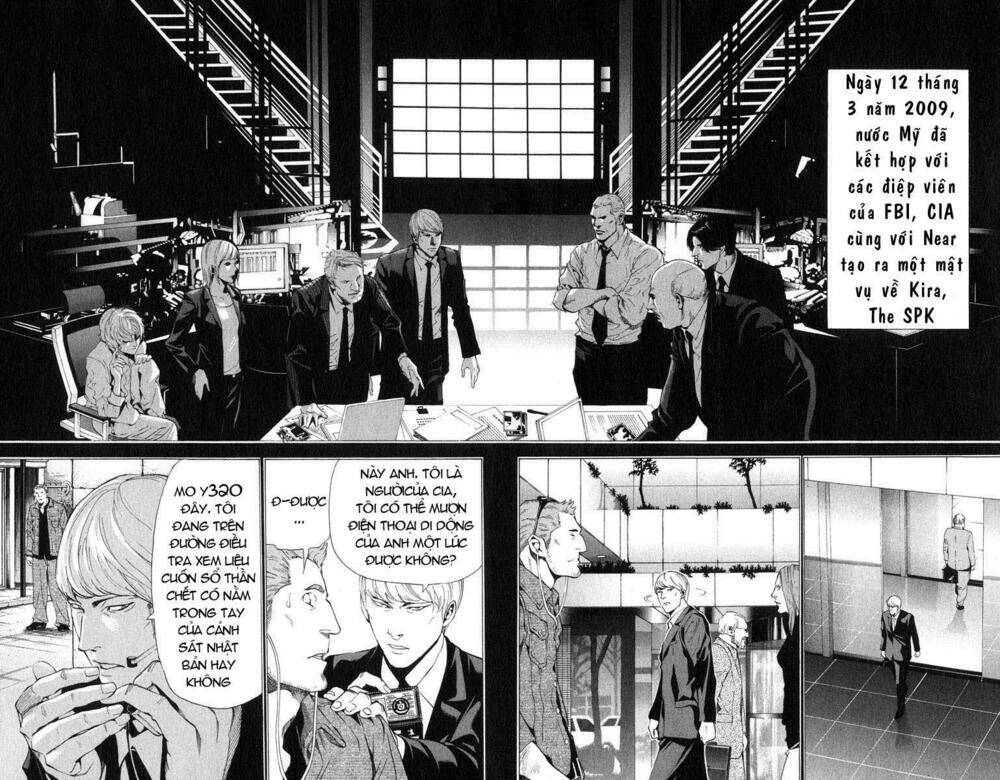 Ngày 12 tháng
3 năm 2009,
nước Mỹ đã
kết hợp với
các điệp viên
của FBI, CIA
cùng với Near
tạo ra một mật
vụ về Kira,
The SPK
NÀY ANH. TÔI LÀ
NGƯỜICỦA CIA,
TÔI CÓ THỂ MƯỢN
ĐIỆN THOẠI DI ĐỘNG
CỦA ANH MỘT LÚC
ĐƯỢC KHÔNG?
Đ-ĐƯỢC
...
MO Y320
ĐÂY. TÔI
ĐANG TRÊN
ĐƯỜNG ĐIỀU
TRA XEM LIỆU
CUỐN SỔ THẦN
CHẾT CÓ NẰM
TRONG TAY
CỦA CẢNH
SÁT NHẬT
BẢN HAY
KHÔNG